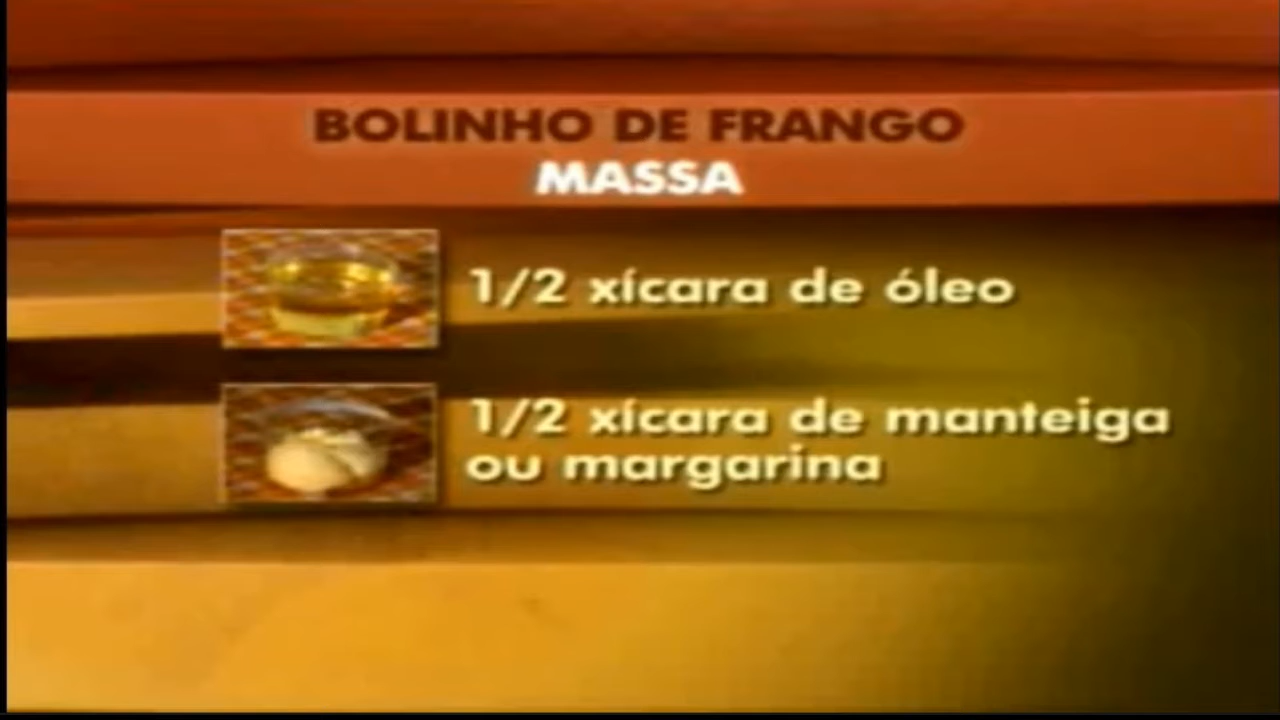 BOLINHO DE FRANGO
MASSA
1/2 xícara de óleo
1/2 xícara de manteiga
ou margarina